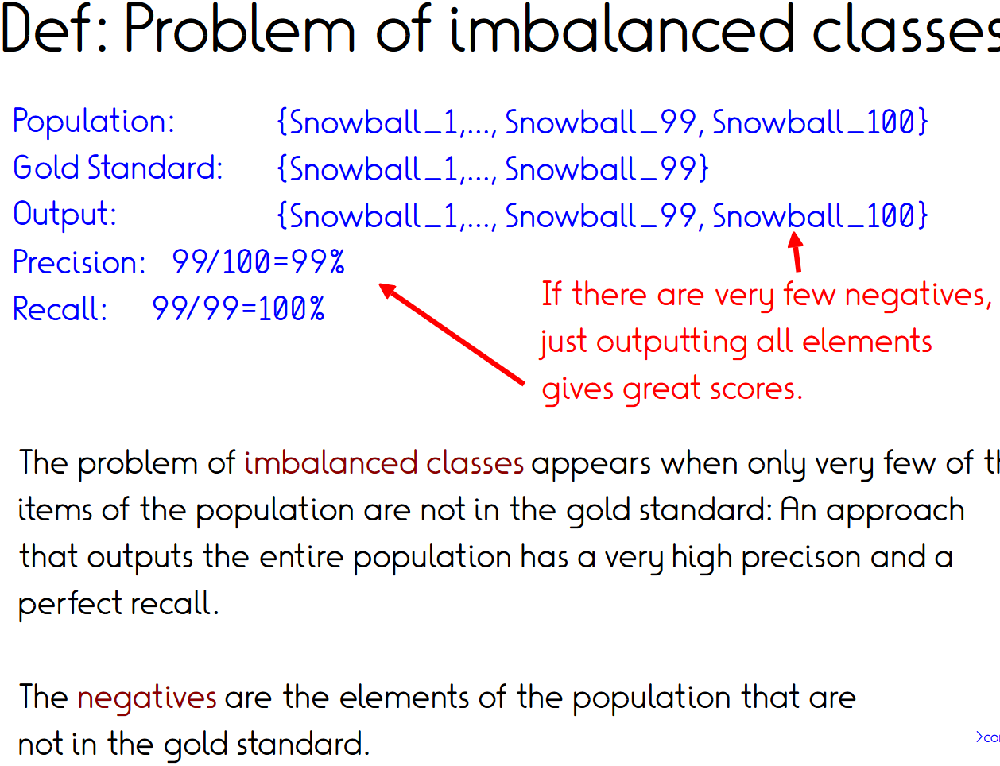 Def: Problem of imbalanced classes
Population: {Snowball_1,..., Snowball_99, Snowball_100}
Gold Standard: {Snowball_1,..., Snowball_99}
Output: {Snowball_1,..., Snowball_99, Snowball_100}
Precision: 99/100=99%
Recall: 99/99=100%
If there are very few negatives,
just outputting all elements
gives great scores.
The problem of imbalanced classes appears when only very few of th
items of the population are not in the gold standard: An approach
that outputs the entire population has a very high precison and a
perfect recall.
The negatives are the elements of the population that are
not in the gold standard.
>co